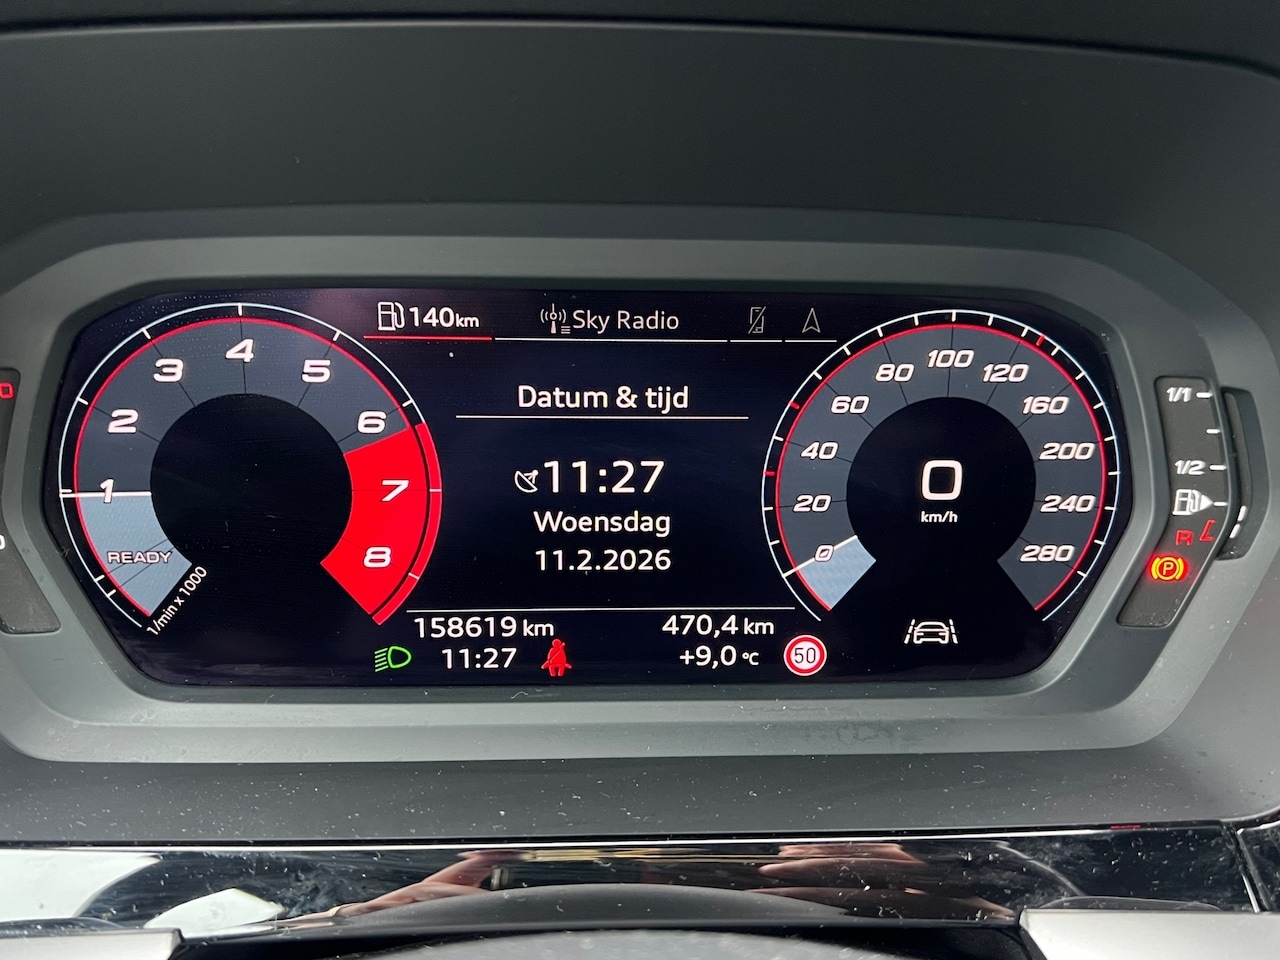 140km
Sky Radio
Datum & tijd
11:27
Woensdag
11.2.2026
158619 km
470,4 km
11:27
+9,0 °C
50
1
2
3
4
5
6
7
8
READY
1/min x 1000
0
20
40
60
80
100
120
160
200
240
280
0
km/h
1/1
1/2
R
P